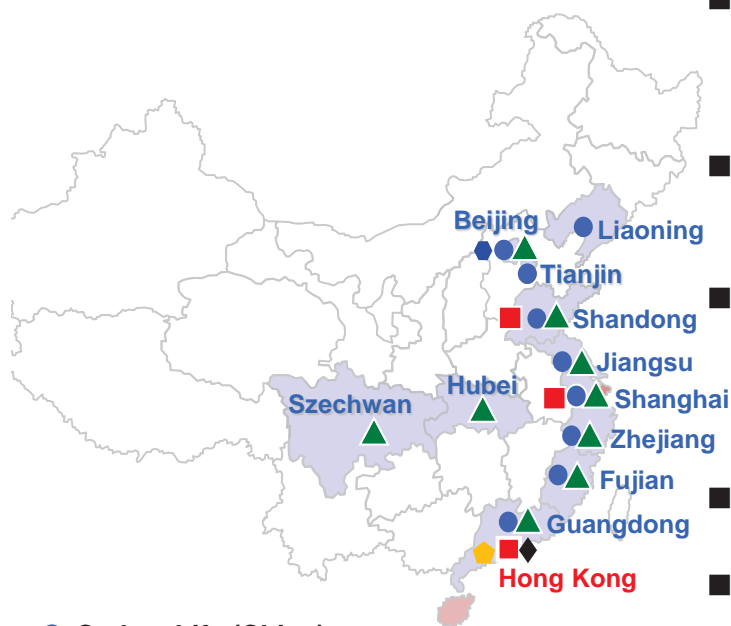 Beijing
Liaoning
Tianjin
Shandong
Jiangsu
Hubei
Szechwan
Shanghai
Zhejiang
Fujian
Guangdong
Hong Kong